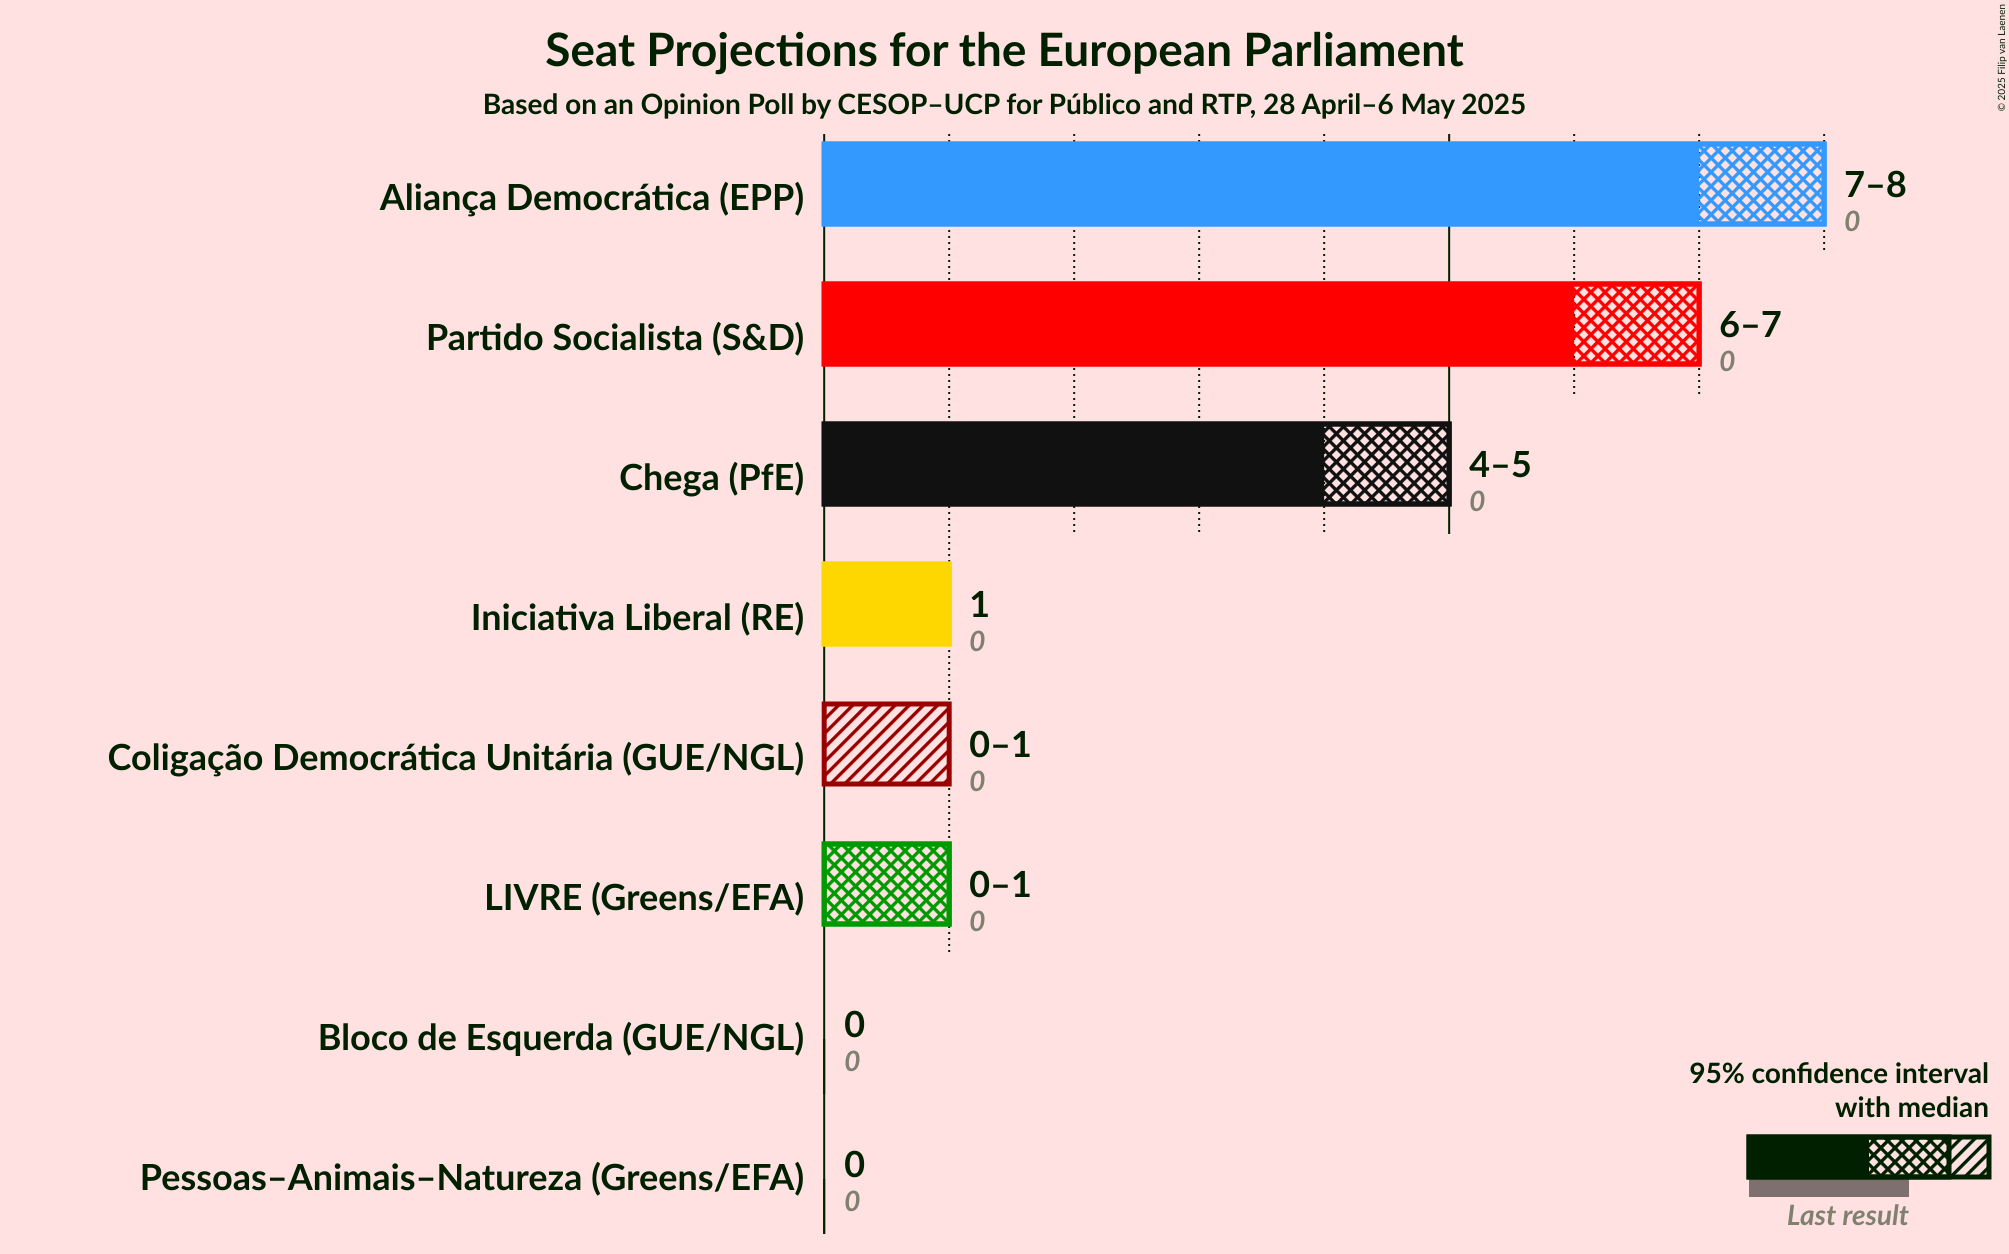 Seat Projections for the European Parliament
Based on an Opinion Poll by CESOP–UCP for Público and RTP, 28 April–6 May 2025
© 2025 Filip van Laenen
Aliança Democrática (EPP)
7–8
0
Partido Socialista (S&D)
6–7
0
Chega (PfE)
4–5
0
Iniciativa Liberal (RE)
1
0
Coligação Democrática Unitária (GUE/NGL)
0–1
0
LIVRE (Greens/EFA)
0–1
0
Bloco de Esquerda (GUE/NGL)
0
0
Pessoas–Animais–Natureza (Greens/EFA)
0
0
95% confidence interval
with median
Last result